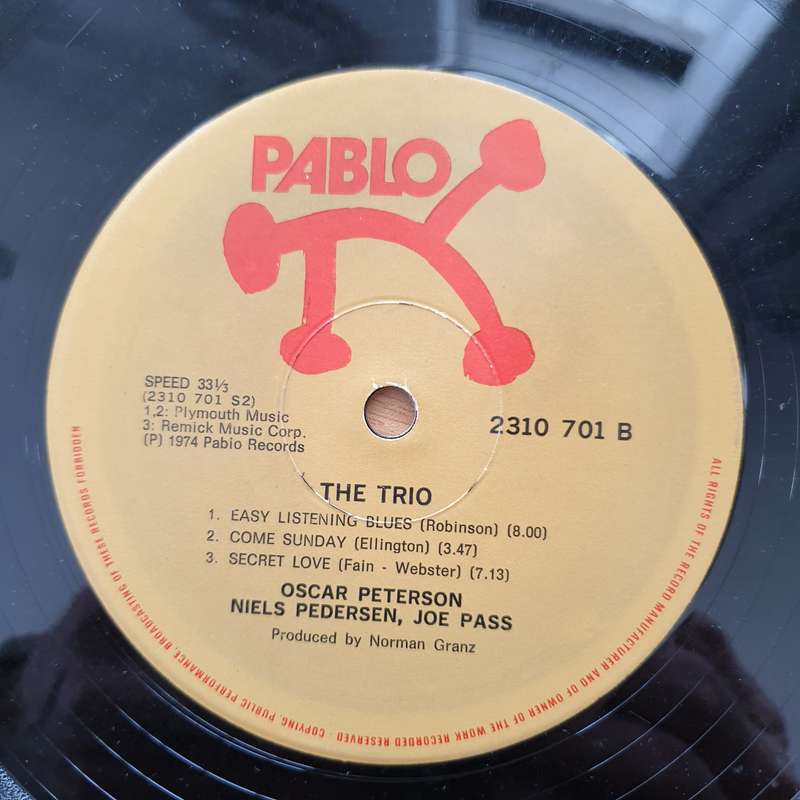 PABLO
SPEED 33⅓
(2310 701 S2)
1,2: Plymouth Music
3: Remick Music Corp.
(P) 1974 Pablo Records
2310 701 B
THE TRIO
1. EASY LISTENING BLUES (Robinson) (8.00)
2. COME SUNDAY (Ellington) (3.47)
3. SECRET LOVE (Fain - Webster) (7.13)
OSCAR PETERSON
NIELS PEDERSEN, JOE PASS
Produced by Norman Granz
ALL RIGHTS OF THE RECORD MANUFACTURER AND OF OWNER OF THE WORK RECORDED RESERVED - COPYING, PUBLIC PERFORMANCE, BROADCASTING OF THESE RECORDS FORBIDDEN